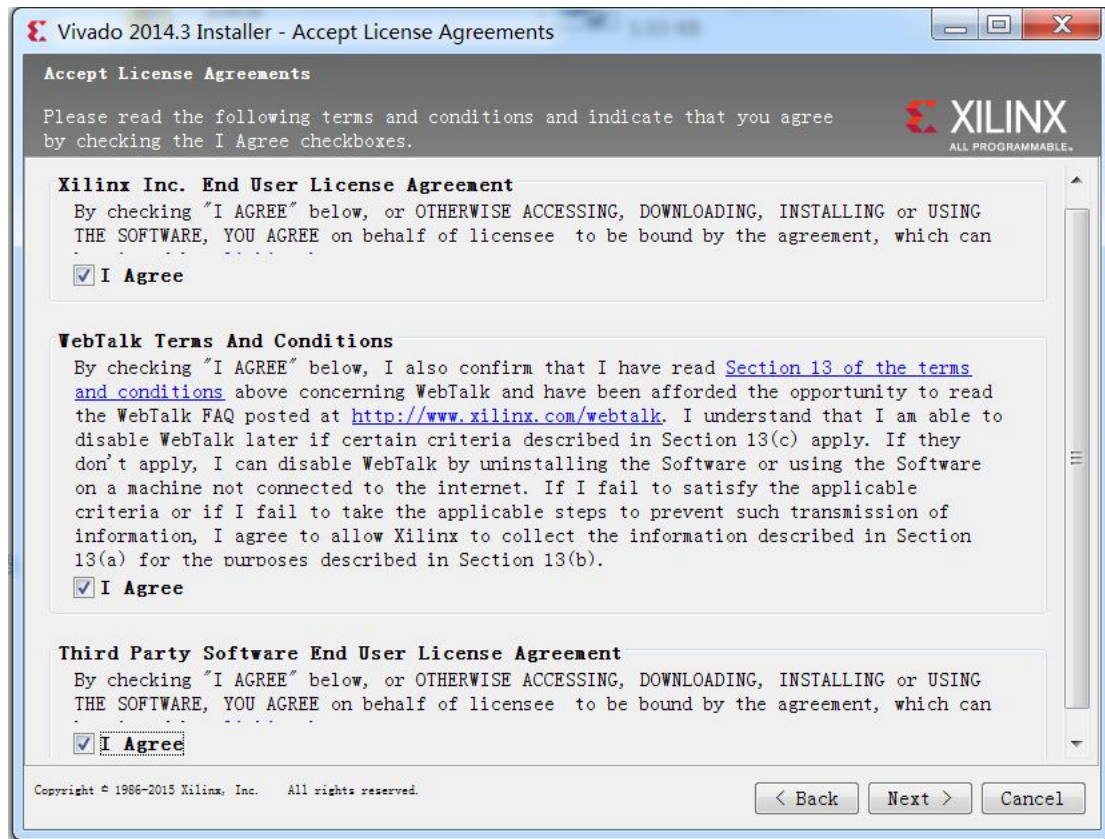 Vivado 2014.3 Installer - Accept License Agreements
Accept License Agreements
Please read the following terms and conditions and indicate that you agree
by checking the I Agree checkboxes.
XILINX
ALL PROGRAMMABLE™
Xilinx Inc. End User License Agreement
By checking "I AGREE" below, or OTHERWISE ACCESSING, DOWNLOADING, INSTALLING or USING
THE SOFTWARE, YOU AGREE on behalf of licensee to be bound by the agreement, which can
I Agree
WebTalk Terms And Conditions
By checking "I AGREE" below, I also confirm that I have read Section 13 of the terms
and conditions above concerning WebTalk and have been afforded the opportunity to read
the WebTalk FAQ posted at http://www.xilinx.com/webtalk. I understand that I am able to
disable WebTalk later if certain criteria described in Section 13(c) apply. If they
don't apply, I can disable WebTalk by uninstalling the Software or using the Software
on a machine not connected to the internet. If I fail to satisfy the applicable
criteria or if I fail to take the applicable steps to prevent such transmission of
information, I agree to allow Xilinx to collect the information described in Section
13(a) for the purposes described in Section 13(b).
I Agree
Third Party Software End User License Agreement
By checking "I AGREE" below, or OTHERWISE ACCESSING, DOWNLOADING, INSTALLING or USING
THE SOFTWARE, YOU AGREE on behalf of licensee to be bound by the agreement, which can
I Agree
Copyright © 1986-2015 Xilinx, Inc. All rights reserved.
< Back
Next >
Cancel